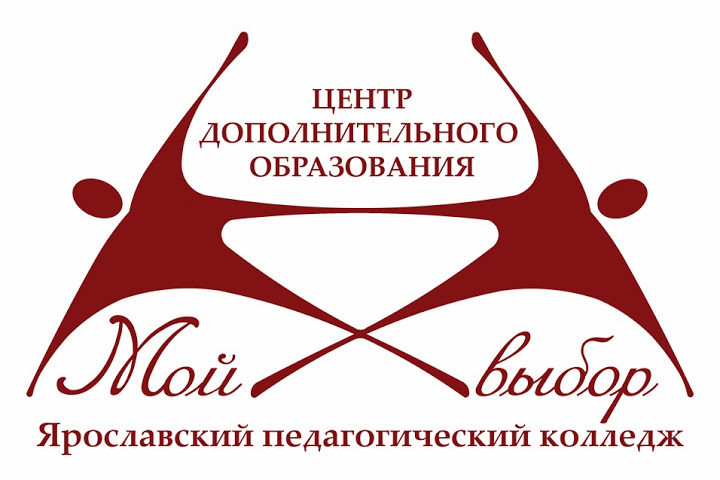 ЦЕНТР
ДОПОЛНИТЕЛЬНОГО
ОБРАЗОВАНИЯ
Мой выбор
Ярославский педагогический колледж